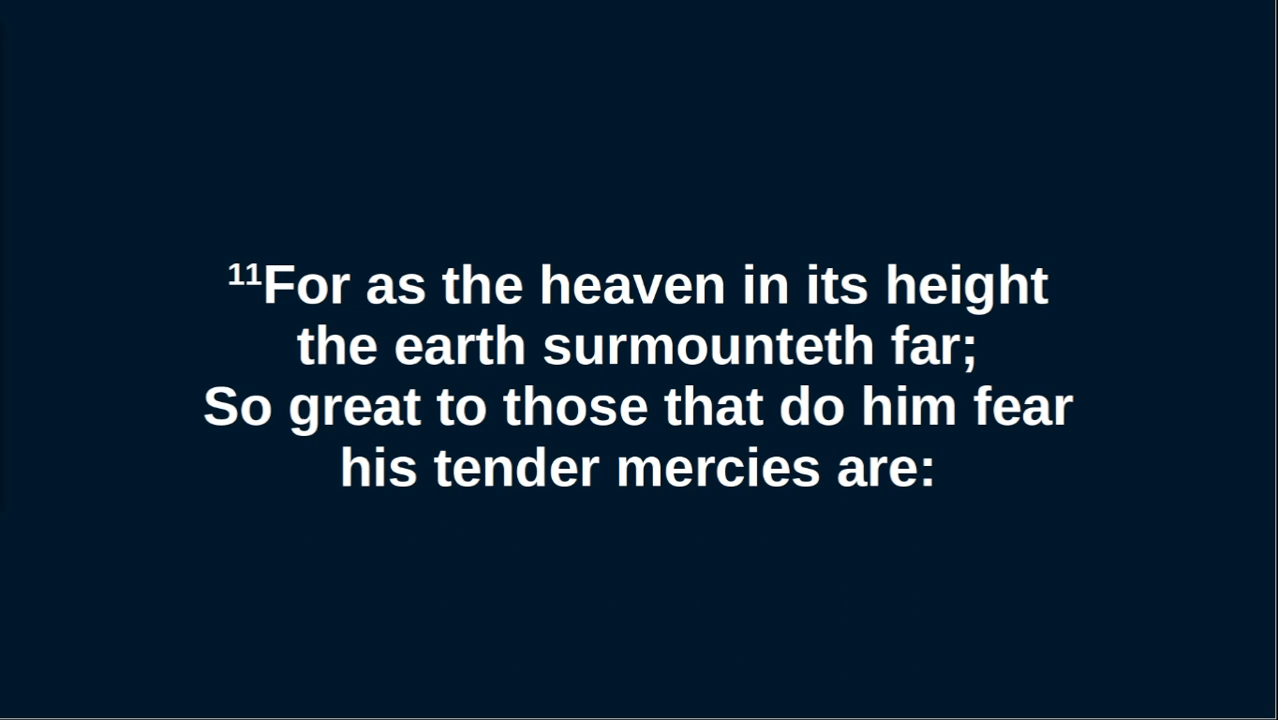 11For as the heaven in its height
the earth surmounteth far;
So great to those that do him fear
his tender mercies are: